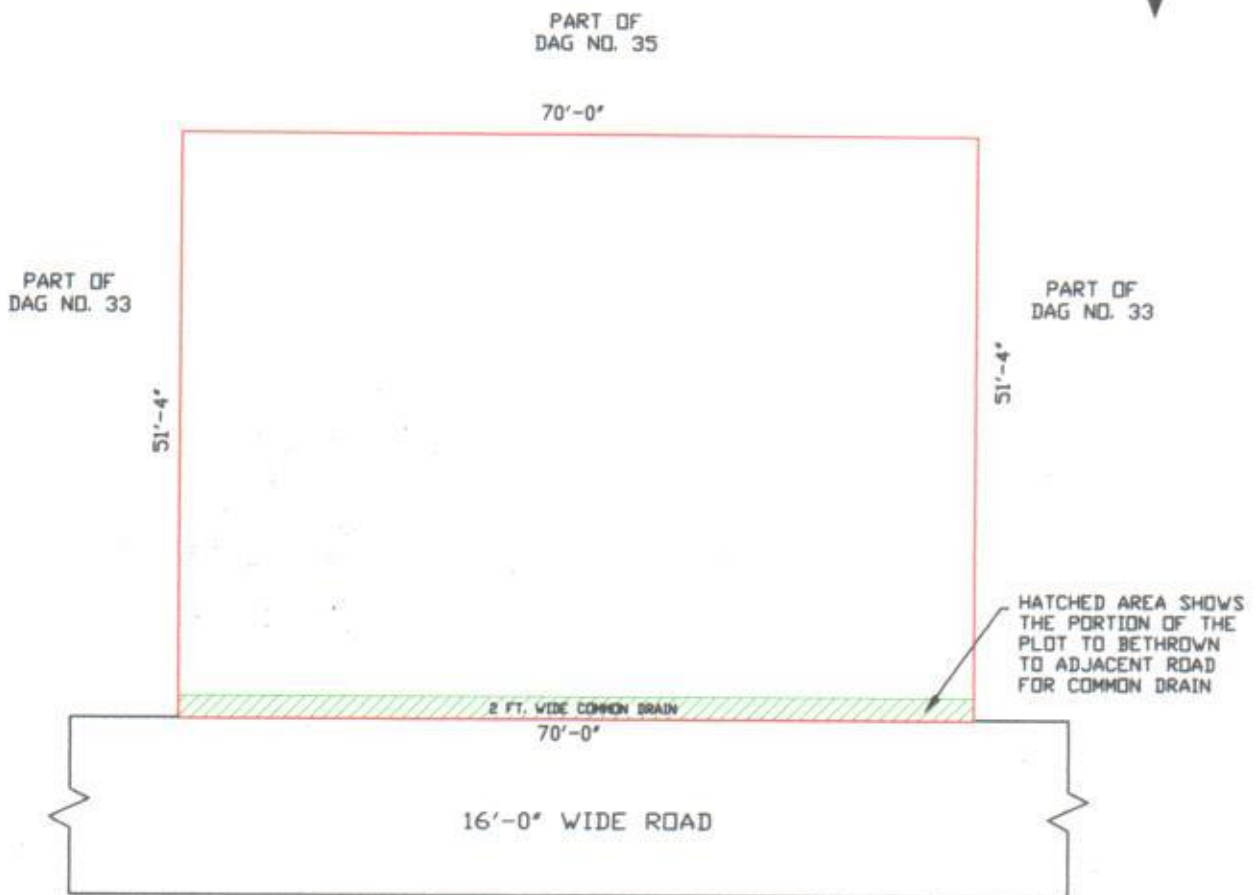 PART OF
DAG NO. 35
70'-0"
PART OF
DAG NO. 33
PART OF
DAG NO. 33
51'-4"
51'-4"
HATCHED AREA SHOWS
THE PORTION OF THE
PLOT TO BETHROWN
TO ADJACENT ROAD
FOR COMMON DRAIN
2 FT. WIDE COMMON DRAIN
70'-0"
16'-0" WIDE ROAD